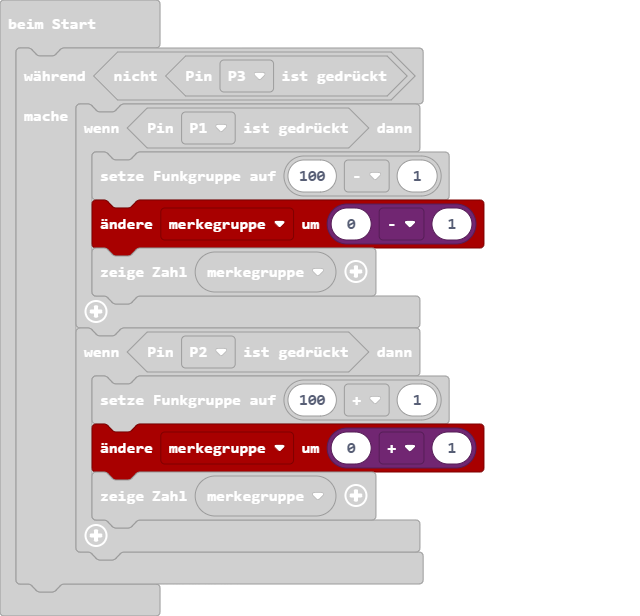 beim Start
während nicht Pin P3 ist gedrückt
mache
wenn Pin P1 ist gedrückt dann
setze Funkgruppe auf 100 - 1
ändere merkegruppe um 0 - 1
zeige Zahl merkegruppe
wenn Pin P2 ist gedrückt dann
setze Funkgruppe auf 100 + 1
ändere merkegruppe um 0 + 1
zeige Zahl merkegruppe